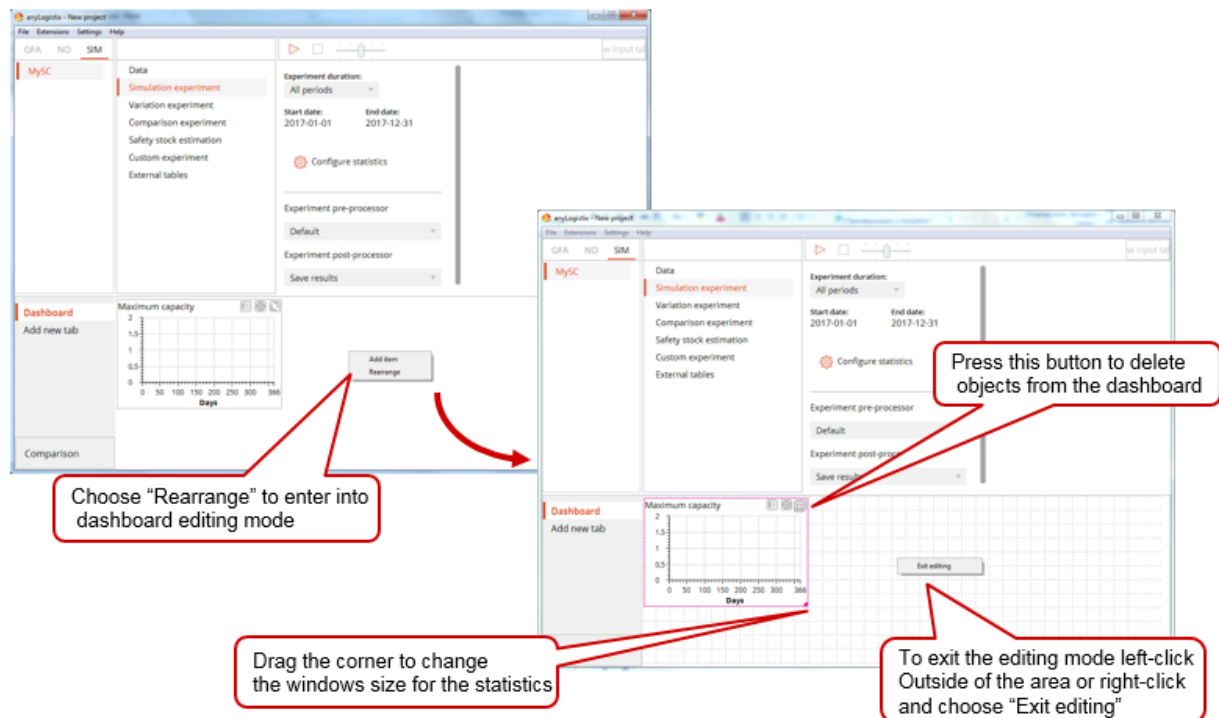 anyLogistix - New project
File Extensions Settings Help
GFA NO SIM
w input tal
MySC
Data
Simulation experiment
Variation experiment
Comparison experiment
Safety stock estimation
Custom experiment
External tables
Experiment duration:
All periods
Start date: End date:
2017-01-01 2017-12-31
Configure statistics
Experiment pre-processor
Default
Experiment post-processor
Save results
Dashboard
Add new tab
Comparison
Maximum capacity
2
1,5
1
0,5
0
0 50 100 150 200 250 300 366
Days
Add item
Rearrange
Choose “Rearrange” to enter into
dashboard editing mode
anyLogistix - New project
File Extensions Settings Help
GFA NO SIM
w input tal
MySC
Data
Simulation experiment
Variation experiment
Comparison experiment
Safety stock estimation
Custom experiment
External tables
Experiment duration:
All periods
Start date: End date:
2017-01-01 2017-12-31
Configure statistics
Experiment pre-processor
Default
Experiment post-proc
Save result
Dashboard
Add new tab
Maximum capacity
2
1,5
1
0,5
0
0 50 100 150 200 250 300 366
Days
Exit editing
Press this button to delete
objects from the dashboard
Drag the corner to change
the windows size for the statistics
To exit the editing mode left-click
Outside of the area or right-click
and choose “Exit editing”